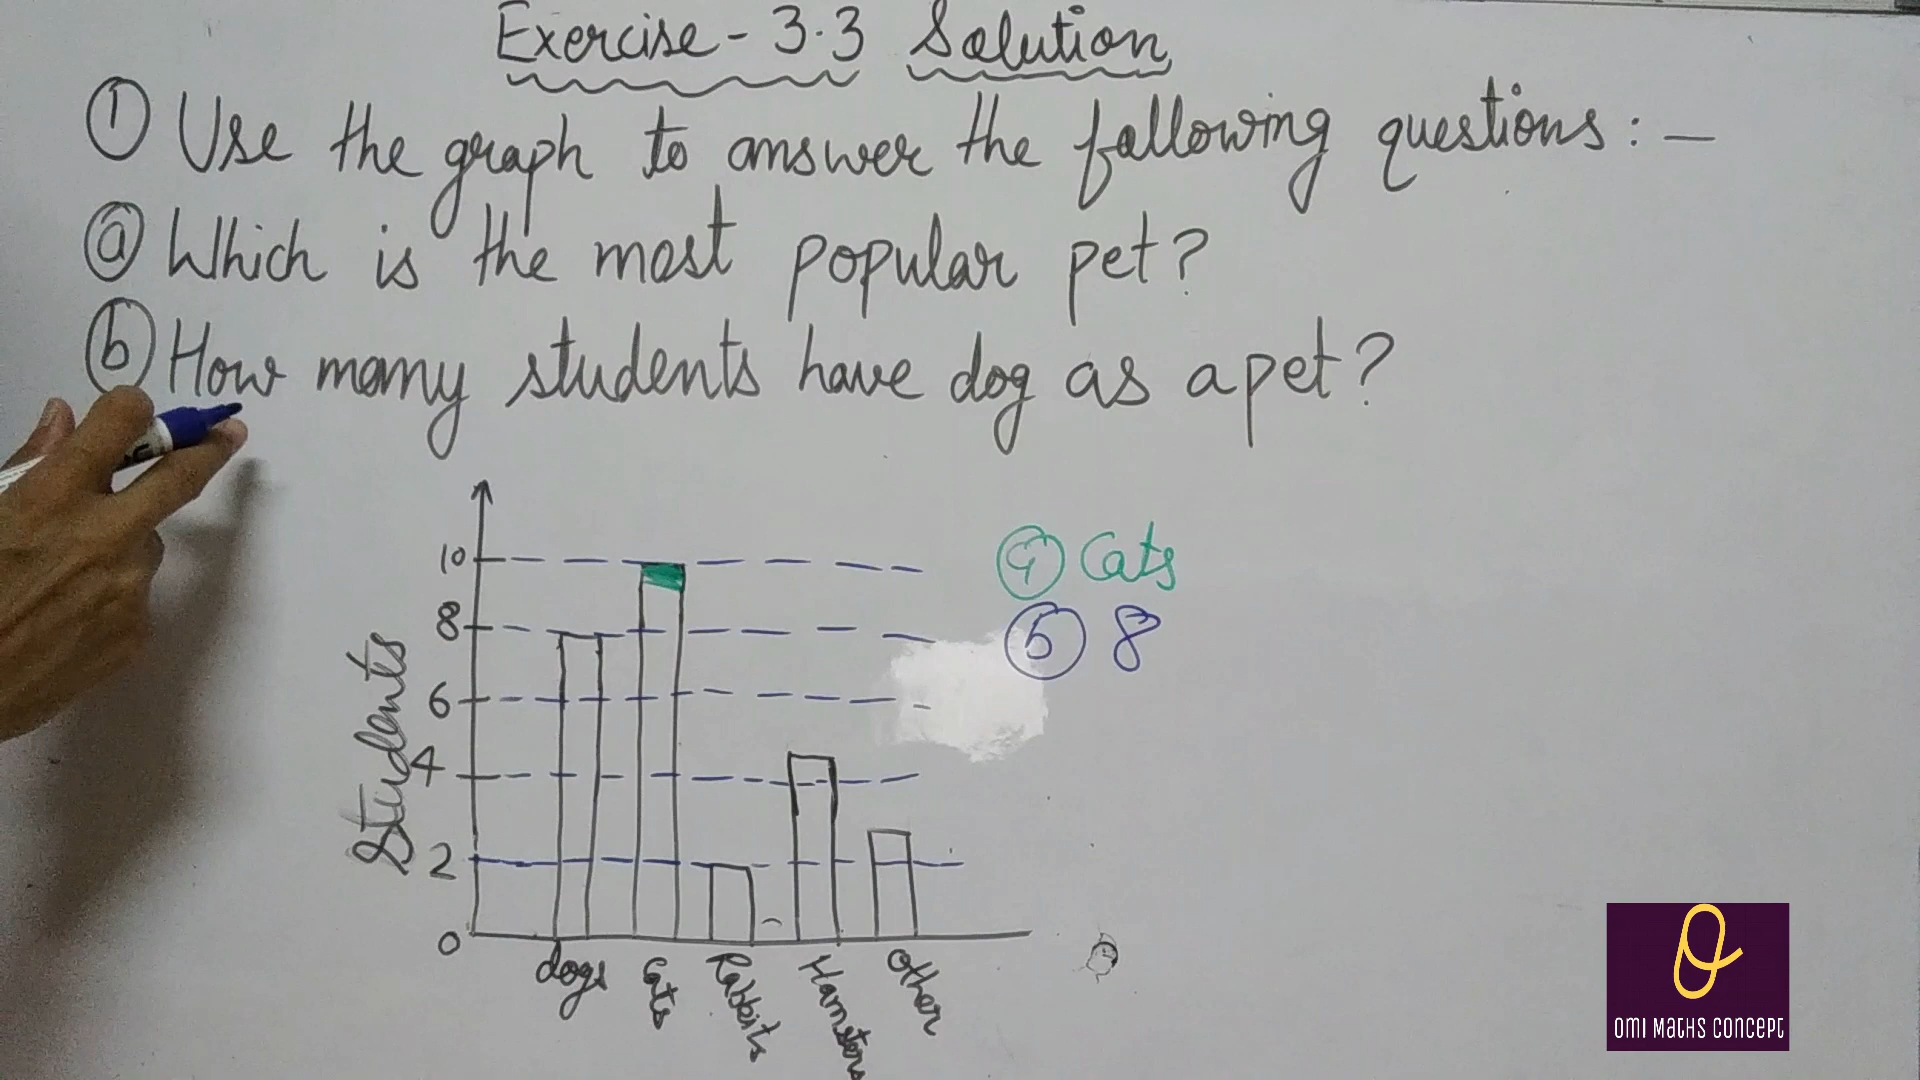 Exercise - 3.3 Solution
① Use the graph to answer the following questions : —
ⓐ Which is the most popular pet?
ⓑ How many students have dog as a pet?
10
8
6
4
2
0
Students
dogs
Cats
Rabbits
Hamsters
Other
ⓐ Cats
ⓑ 8
OMI MATHS CONCEPT